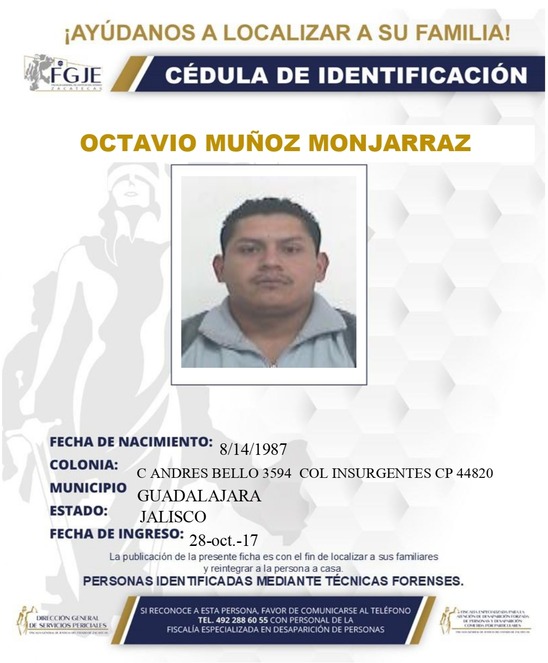 ¡AYÚDANOS A LOCALIZAR A SU FAMILIA!
FGJE
ZACATECAS
CÉDULA DE IDENTIFICACIÓN
OCTAVIO MUÑOZ MONJARRAZ
FECHA DE NACIMIENTO: 8/14/1987
COLONIA: C ANDRES BELLO 3594 COL INSURGENTES CP 44820
MUNICIPIO GUADALAJARA
ESTADO: JALISCO
FECHA DE INGRESO: 28-oct.-17
La publicación de la presente ficha es con el fin de localizar a sus familiares
y reintegrar a la persona a casa.
PERSONAS IDENTIFICADAS MEDIANTE TÉCNICAS FORENSES.
DIRECCIÓN GENERAL
DE SERVICIOS PERICIALES
SI RECONOCE A ESTA PERSONA, FAVOR DE COMUNICARSE AL TELÉFONO
TEL. 492 288 60 55 CON PERSONAL DE LA
FISCALÍA ESPECIALIZADA EN DESAPARICIÓN DE PERSONAS